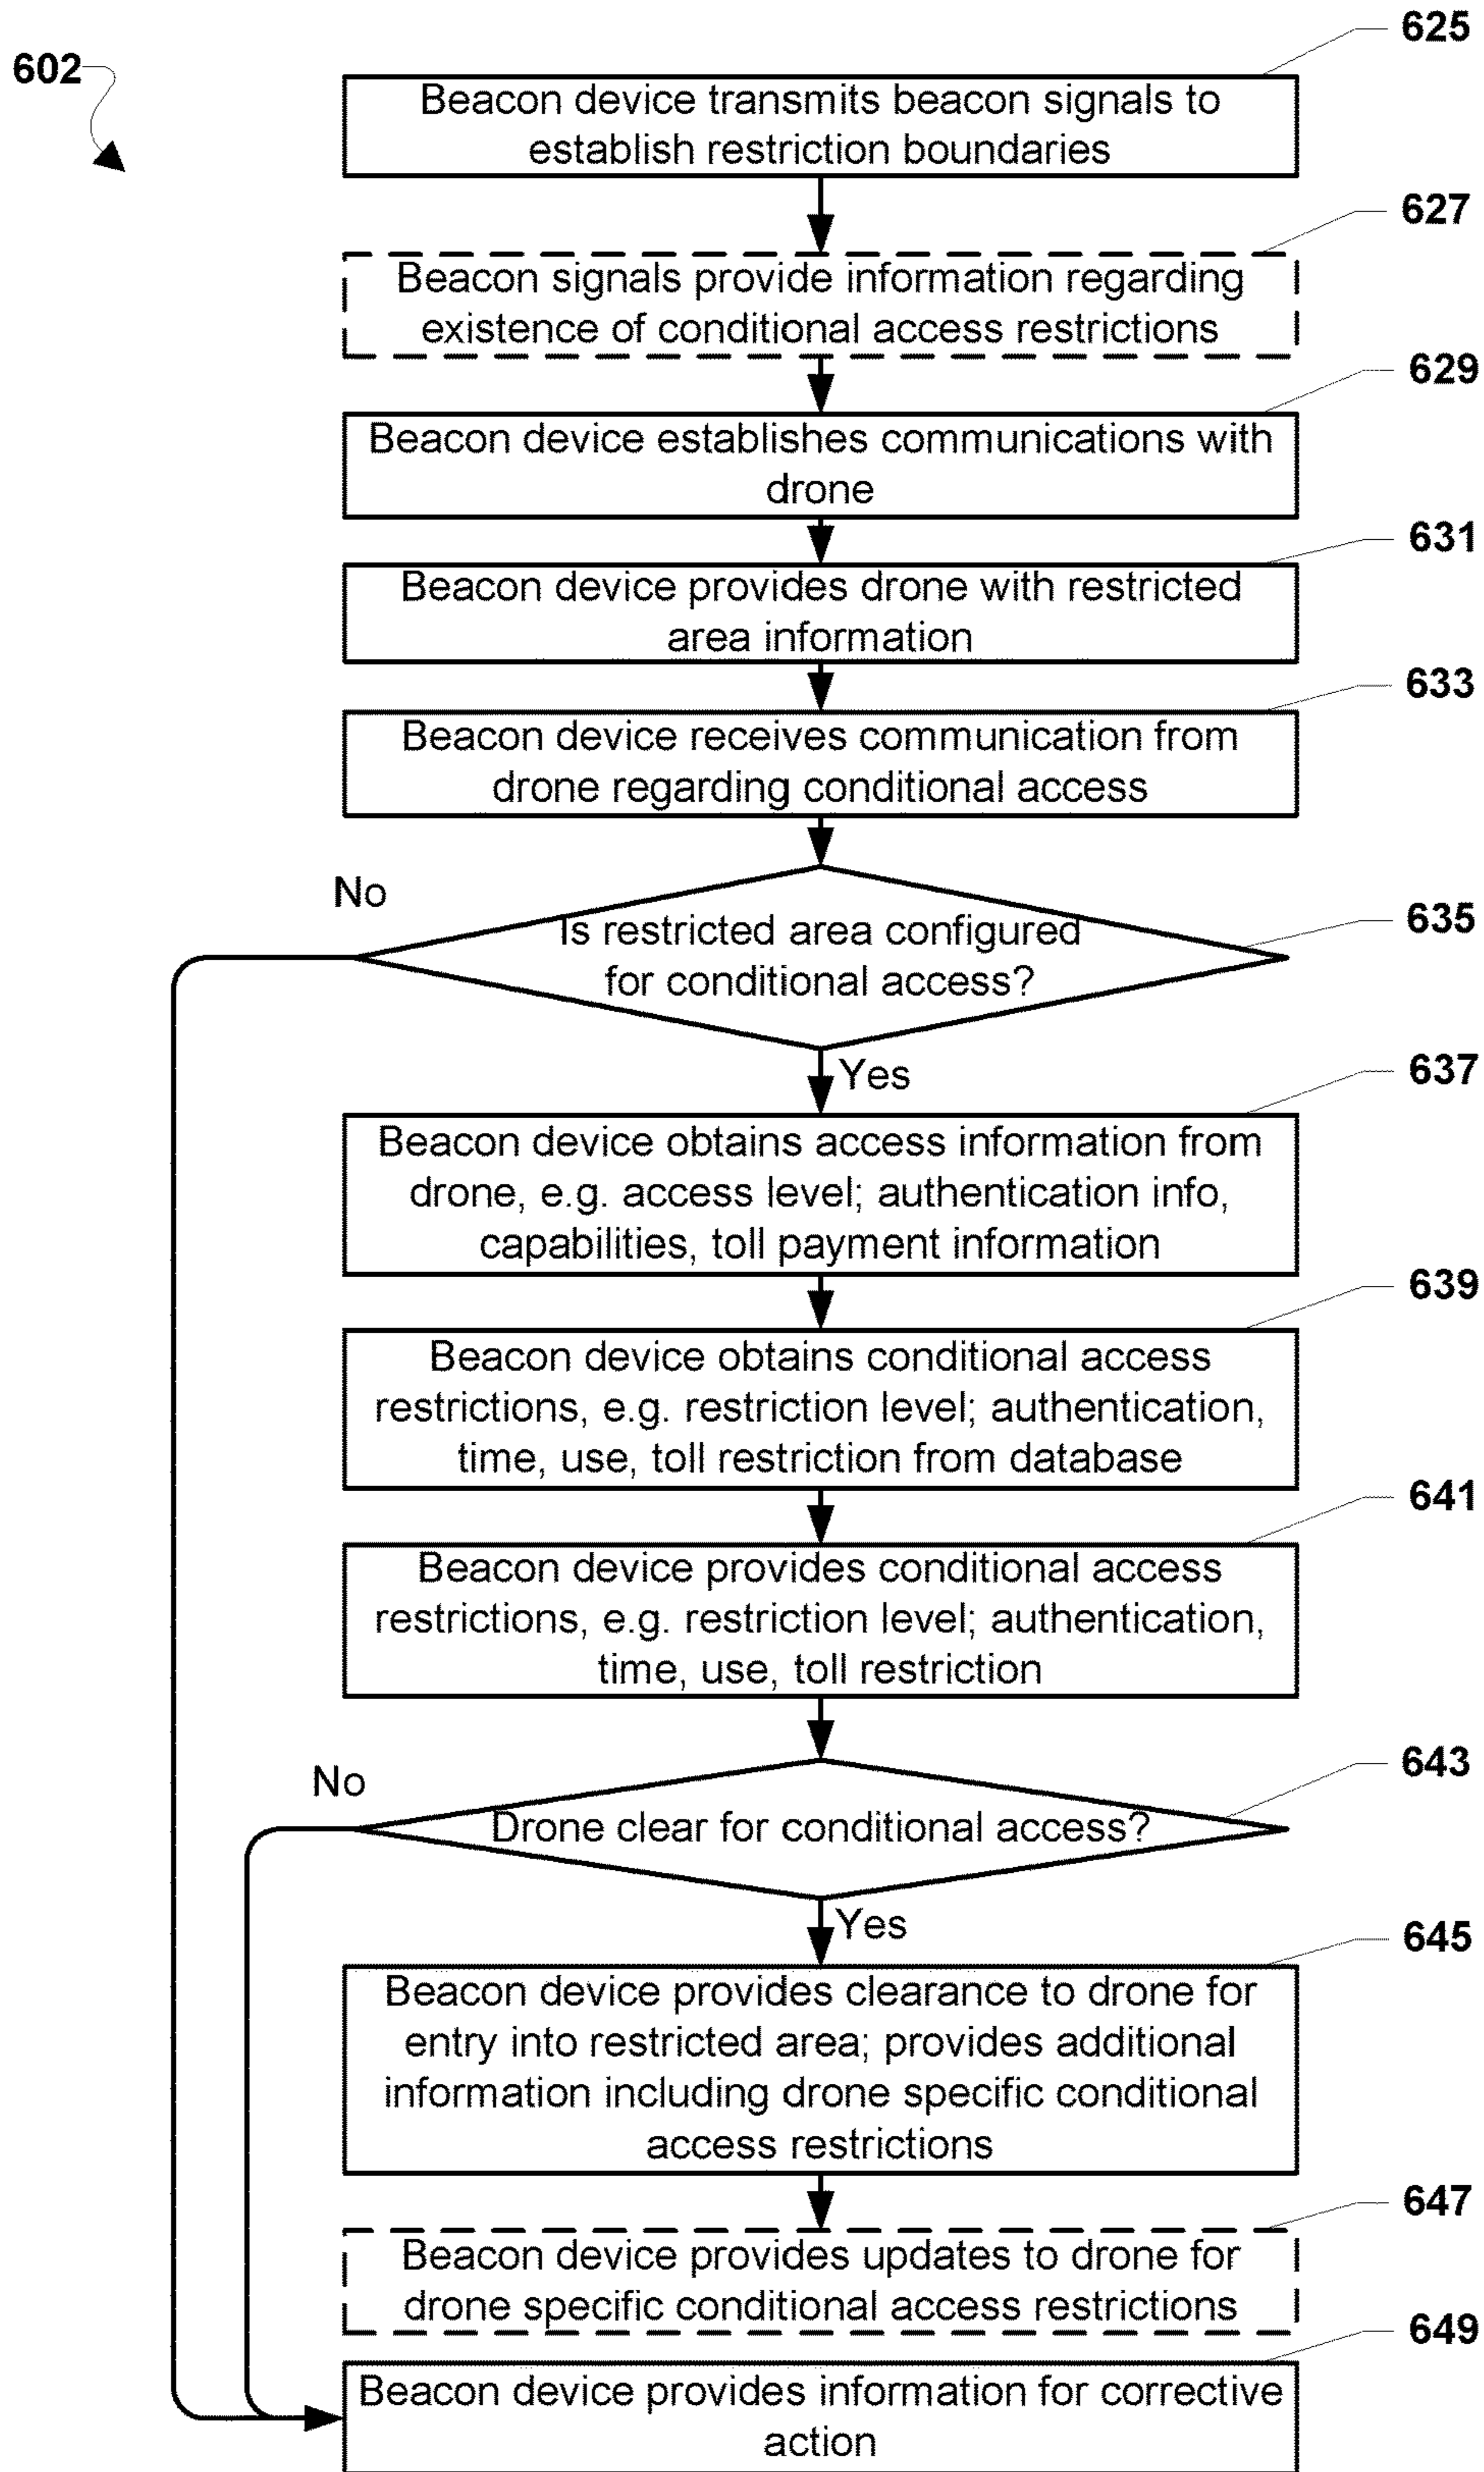 602
625
Beacon device transmits beacon signals to
establish restriction boundaries
627
Beacon signals provide information regarding
existence of conditional access restrictions
629
Beacon device establishes communications with
drone
631
Beacon device provides drone with restricted
area information
633
Beacon device receives communication from
drone regarding conditional access
No
635
Is restricted area configured
for conditional access?
Yes
637
Beacon device obtains access information from
drone, e.g. access level; authentication info,
capabilities, toll payment information
639
Beacon device obtains conditional access
restrictions, e.g. restriction level; authentication,
time, use, toll restriction from database
641
Beacon device provides conditional access
restrictions, e.g. restriction level; authentication,
time, use, toll restriction
643
No
Drone clear for conditional access?
Yes
645
Beacon device provides clearance to drone for
entry into restricted area; provides additional
information including drone specific conditional
access restrictions
647
Beacon device provides updates to drone for
drone specific conditional access restrictions
649
Beacon device provides information for corrective
action